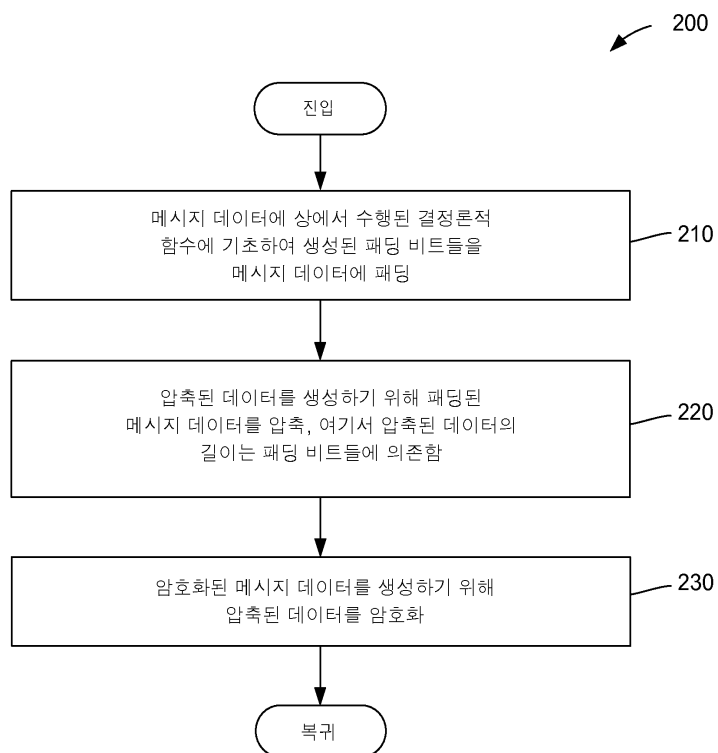 200
진입
메시지 데이터에 상에서 수행된 결정론적
함수에 기초하여 생성된 패딩 비트들을
메시지 데이터에 패딩
210
압축된 데이터를 생성하기 위해 패딩된
메시지 데이터를 압축, 여기서 압축된 데이터의
길이는 패딩 비트들에 의존함
220
암호화된 메시지 데이터를 생성하기 위해
압축된 데이터를 암호화
230
복귀